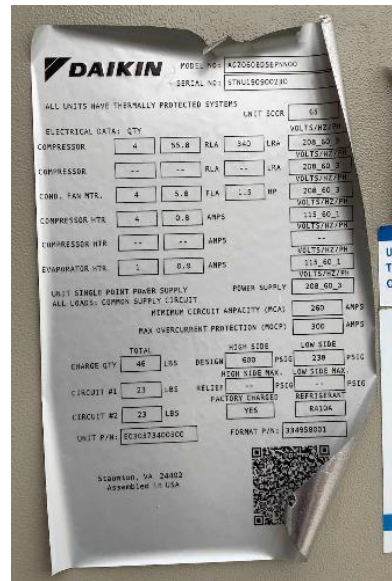 DAIKIN
MODEL NO: AGZ060EDSEPNN00
SERIAL NO: STNU190900230
ALL UNITS HAVE THERMALLY PROTECTED SYSTEMS
UNIT SCCR 65
ELECTRICAL DATA: QTY VOLTS/HZ/PH
COMPRESSOR 4 55.8 RLA 340 LRA 208_60_3
VOLTS/HZ/PH
COMPRESSOR -- -- RLA -- LRA 208_60_3
VOLTS/HZ/PH
COND. FAN MTR. 4 5.8 FLA 1.5 HP 208_60_3
VOLTS/HZ/PH
COMPRESSOR HTR 4 0.8 AMPS 115_60_1
VOLTS/HZ/PH
COMPRESSOR HTR -- -- AMPS --
VOLTS/HZ/PH
EVAPORATOR HTR. 1 0.9 AMPS 115_60_1
VOLTS/HZ/PH
UNIT SINGLE POINT POWER SUPPLY POWER SUPPLY 208_60_3
ALL LOADS: COMMON SUPPLY CIRCUIT
MINIMUM CIRCUIT AMPACITY (MCA) 260 AMPS
MAX OVERCURRENT PROTECTION (MOCP) 300 AMPS
TOTAL HIGH SIDE LOW SIDE
CHARGE QTY 46 LBS DESIGN 600 PSIG 238 PSIG
HIGH SIDE MAX. LOW SIDE MAX.
CIRCUIT #1 23 LBS RELIEF -- PSIG -- PSIG
FACTORY CHARGED REFRIGERANT
CIRCUIT #2 23 LBS YES R410A
UNIT P/N: EC30373400300 FORMAT P/N: 334958001
Staunton, VA 24402
Assembled in USA